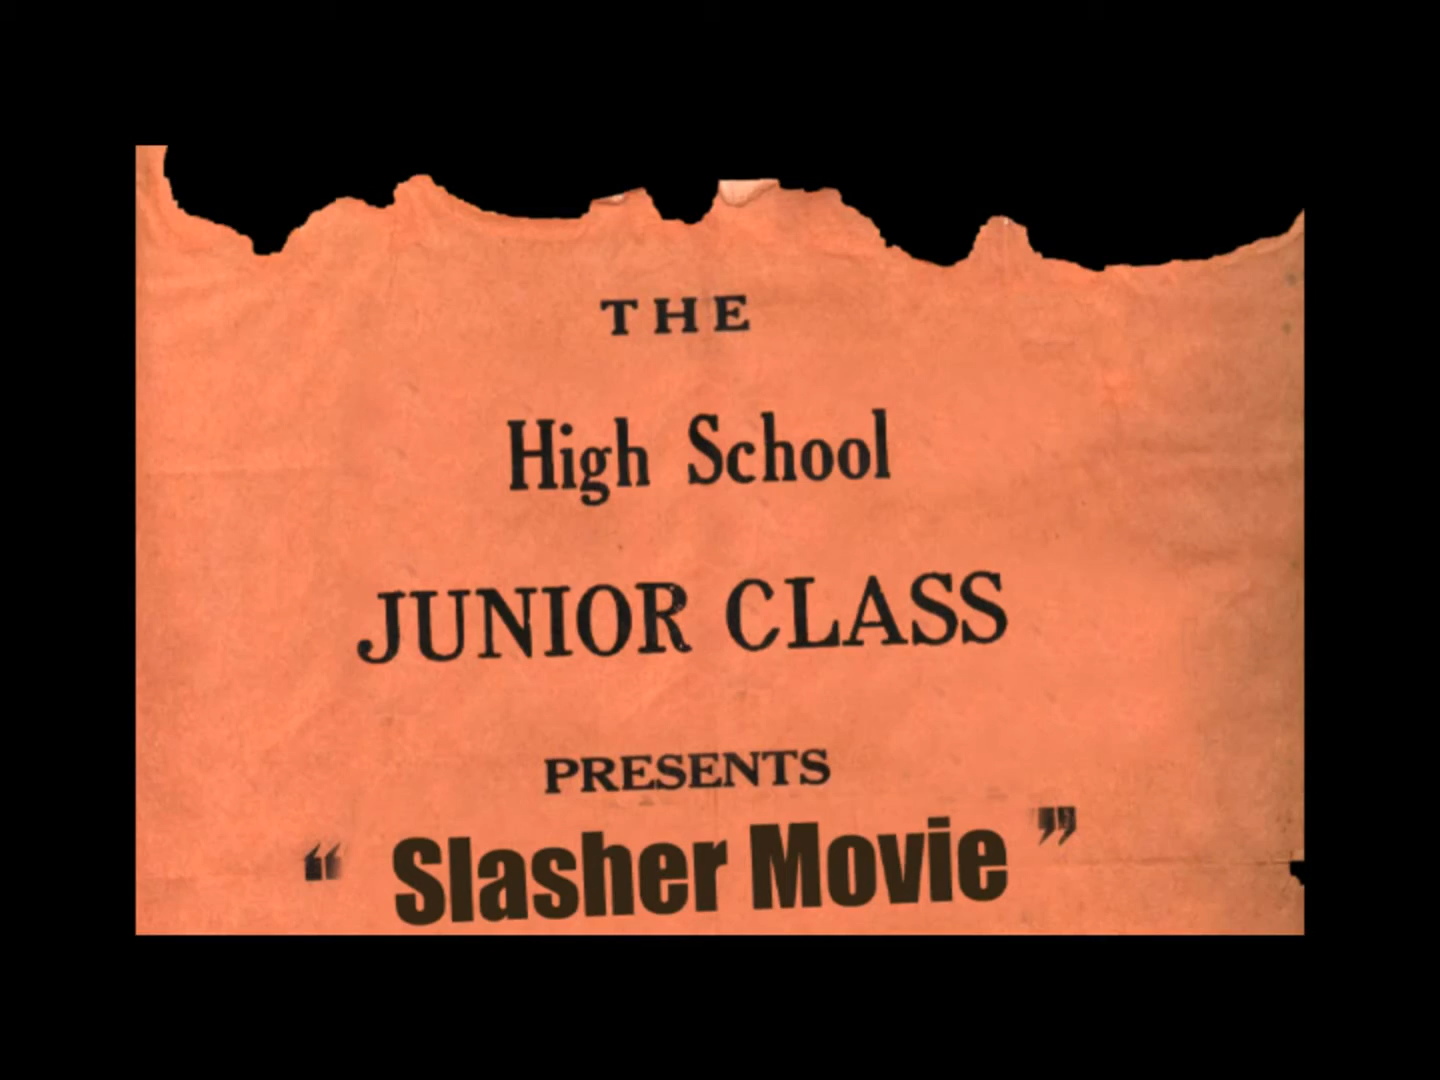 THE
High School
JUNIOR CLASS
PRESENTS
“ Slasher Movie ”